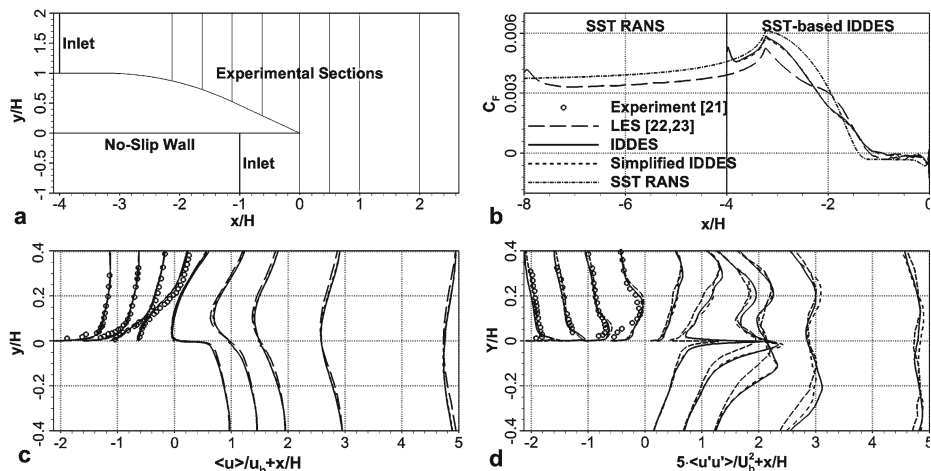 2
Inlet
1.5
1
Experimental Sections
y/H
0.5
0
No-Slip Wall
-0.5
Inlet
-1
-4 -3 -2 -1 0 1 2
a x/H
SST RANS SST-based IDDES
0.006
C_F
0.003
Experiment [21]
LES [22,23]
IDDES
Simplified IDDES
SST RANS
0
-8 -6 -4 -2 0
b x/H
0.4
0.2
y/H
0
-0.2
-0.4
-2 -1 0 1 2 3 4 5
c <u>/u_b+x/H
0.4
0.2
Y/H
0
-0.2
-0.4
-2 -1 0 1 2 3 4 5
d 5·<u'u'>/U_b^2+x/H